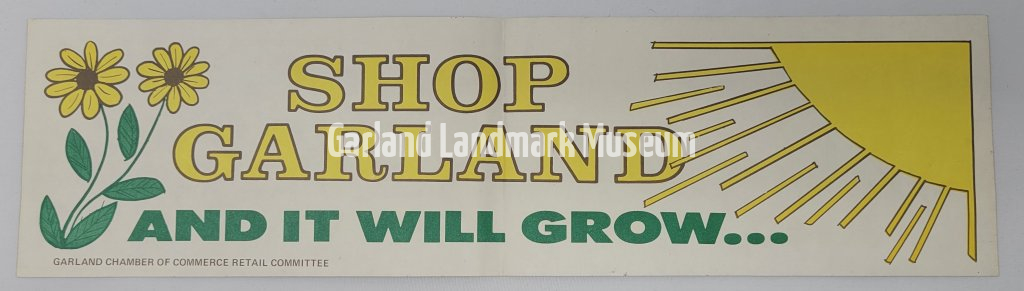 SHOP
GARLAND
Garland Landmark Museum
AND IT WILL GROW...
GARLAND CHAMBER OF COMMERCE RETAIL COMMITTEE